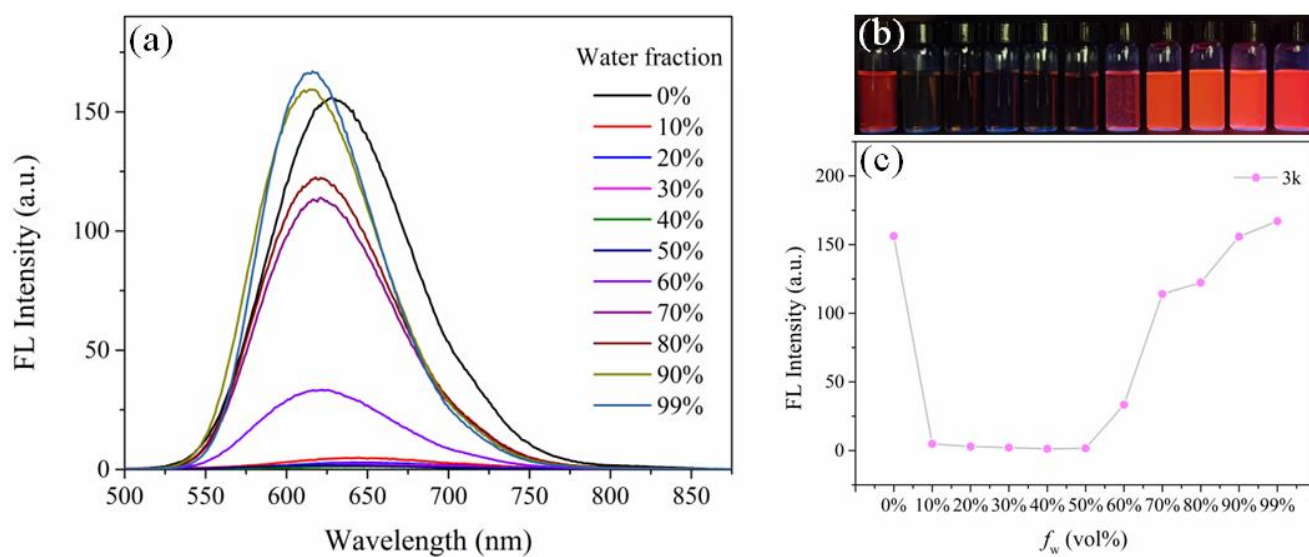 (a)
Water fraction
0%
10%
20%
30%
40%
50%
60%
70%
80%
90%
99%
150
100
50
0
FL Intensity (a.u.)
500 550 600 650 700 750 800 850
Wavelength (nm)
(b)
(c)
3k
200
150
100
50
0
FL Intensity (a.u.)
0% 10% 20% 30% 40% 50% 60% 70% 80% 90% 99%
fw (vol%)